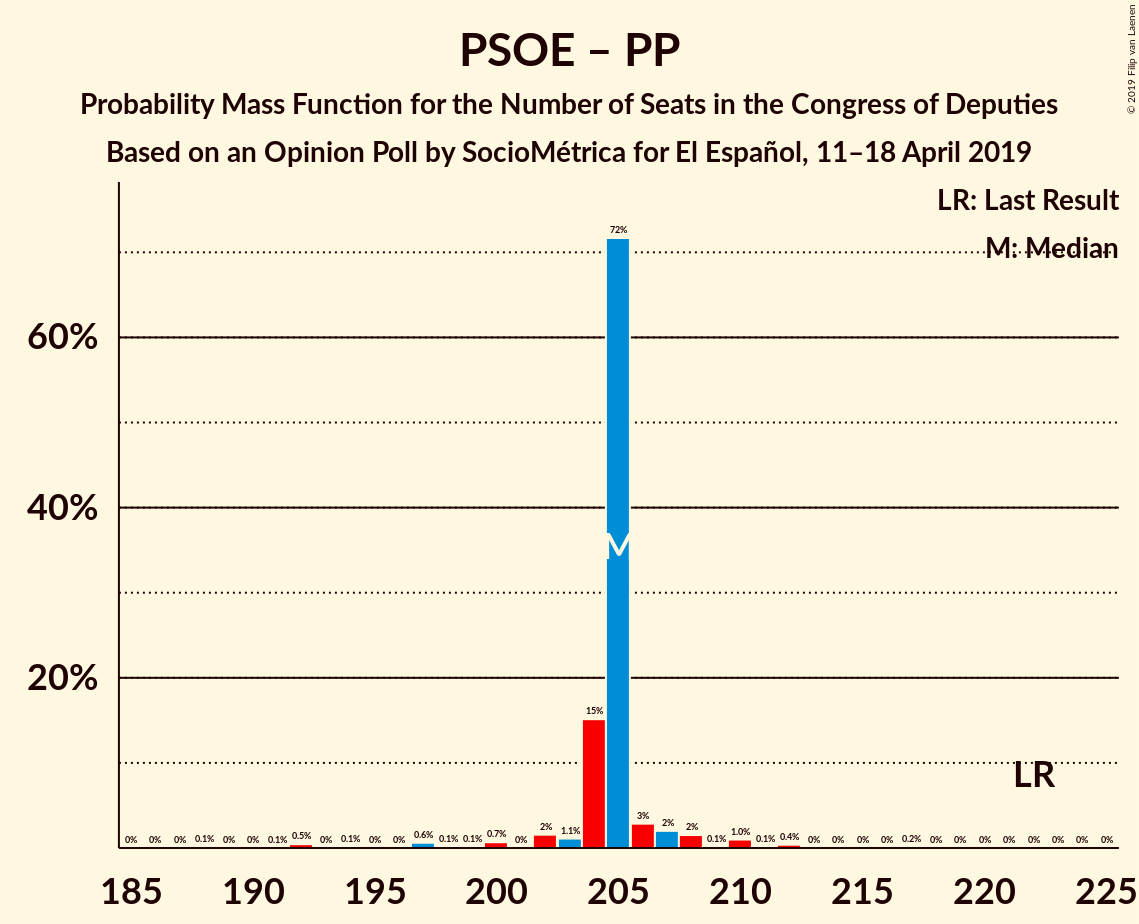 PSOE – PP
Probability Mass Function for the Number of Seats in the Congress of Deputies
Based on an Opinion Poll by SocioMétrica for El Español, 11–18 April 2019
© 2019 Filip van Laenen
LR: Last Result
M: Median
60%
40%
20%
72%
M
15%
LR
0% 0% 0% 0.1% 0% 0% 0.1% 0.5% 0% 0.1% 0% 0% 0.6% 0.1% 0.1% 0.7% 0% 2% 1.1% 3% 2% 2% 0.1% 1.0% 0.1% 0.4% 0% 0% 0% 0% 0.2% 0% 0% 0% 0% 0% 0% 0% 0%
185 190 195 200 205 210 215 220 225